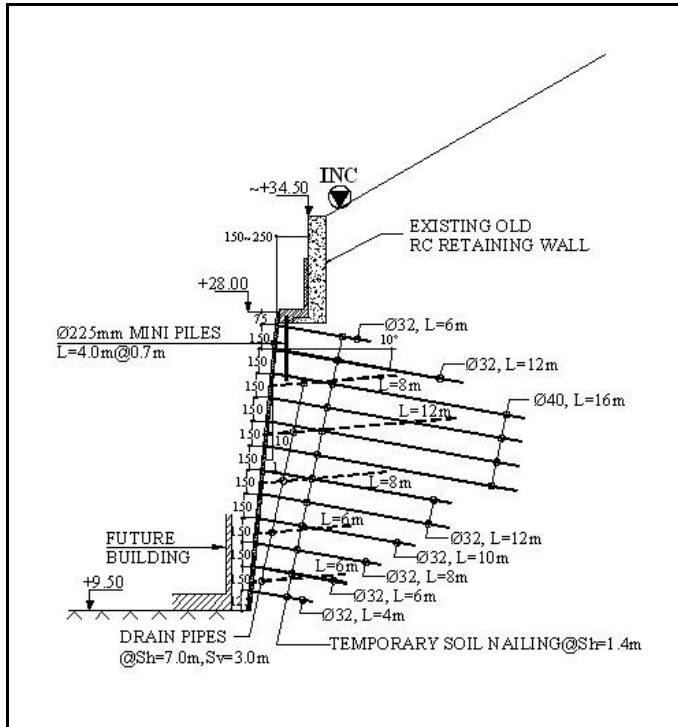 INC
~+34.50
150~250
EXISTING OLD
RC RETAINING WALL
+28.00
75
Ø225mm MINI PILES
L=4.0m@0.7m
150
150
150
150
150
150
150
150
150
150
150
150
10°
10
1
Ø32, L=6m
Ø32, L=12m
L=8m
Ø40, L=16m
L=12m
L=8m
L=6m
Ø32, L=12m
FUTURE
BUILDING
Ø32, L=10m
L=6m
Ø32, L=8m
+9.50
Ø32, L=6m
Ø32, L=4m
DRAIN PIPES
@Sh=7.0m,Sv=3.0m
TEMPORARY SOIL NAILING@Sh=1.4m